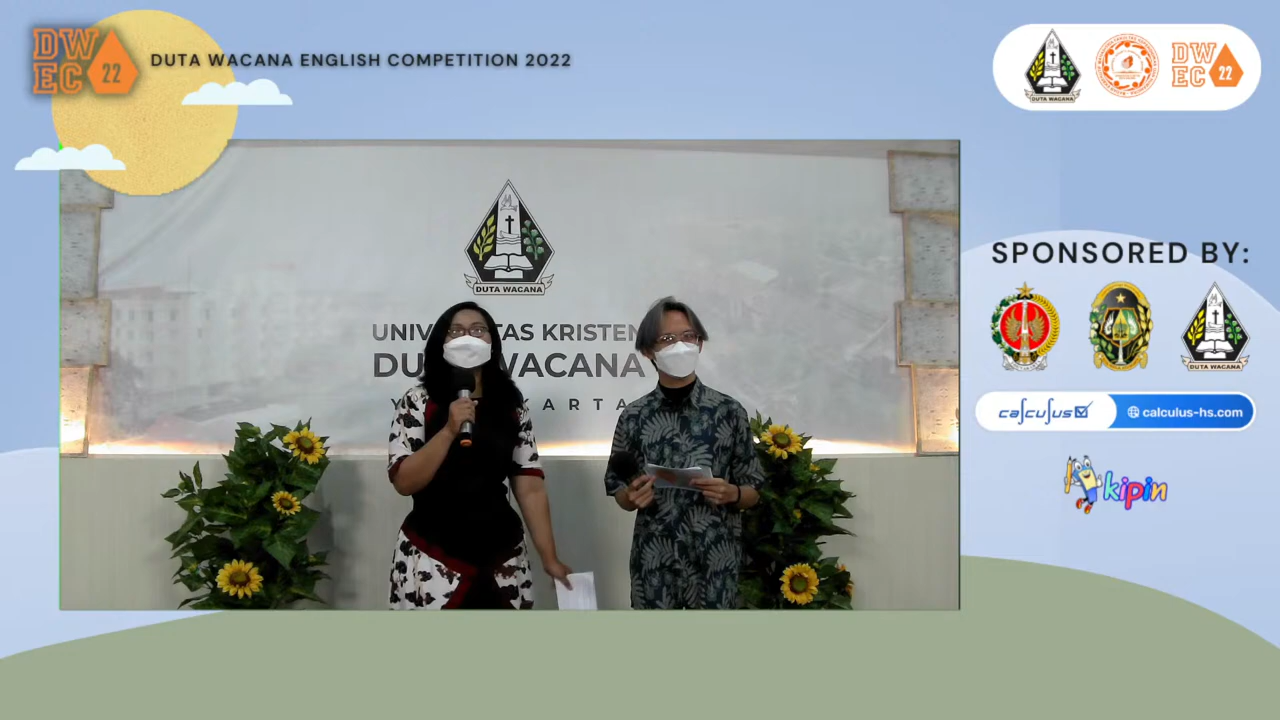 DW
EC 22
DUTA WACANA ENGLISH COMPETITION 2022
DUTA WACANA
DW
EC 22
DUTA WACANA
UNIV TAS KRISTEN
DU WACANA
Y KARTA
SPONSORED BY:
DUTA WACANA
calculus
calculus-hs.com
kipin